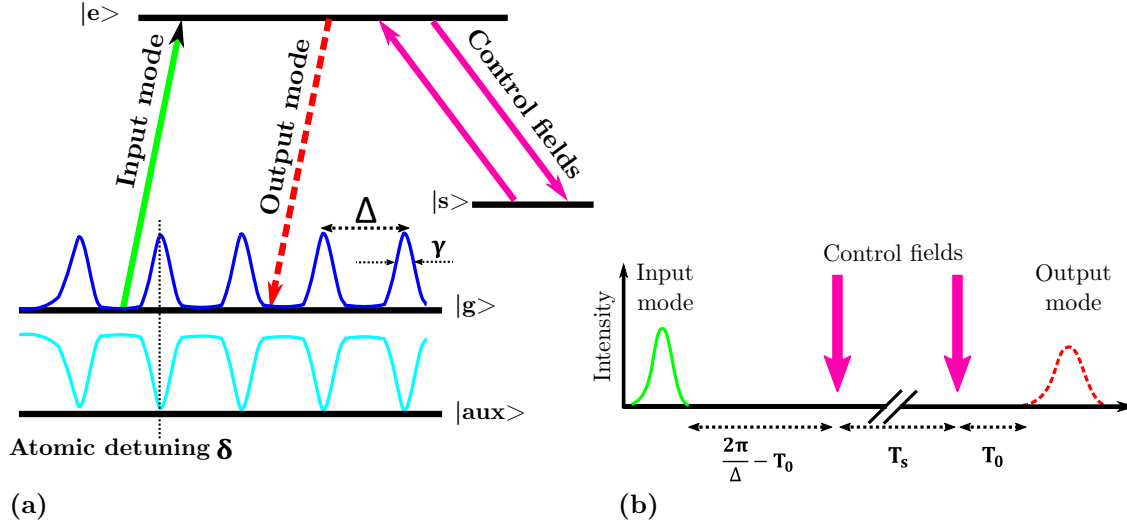 |e>
Input mode
Output mode
Control fields
|s>
Δ
γ
|g>
|aux>
Atomic detuning δ
(a)
Control fields
Input mode
Output mode
Intensity
2π/Δ − T₀
Tₛ
T₀
(b)